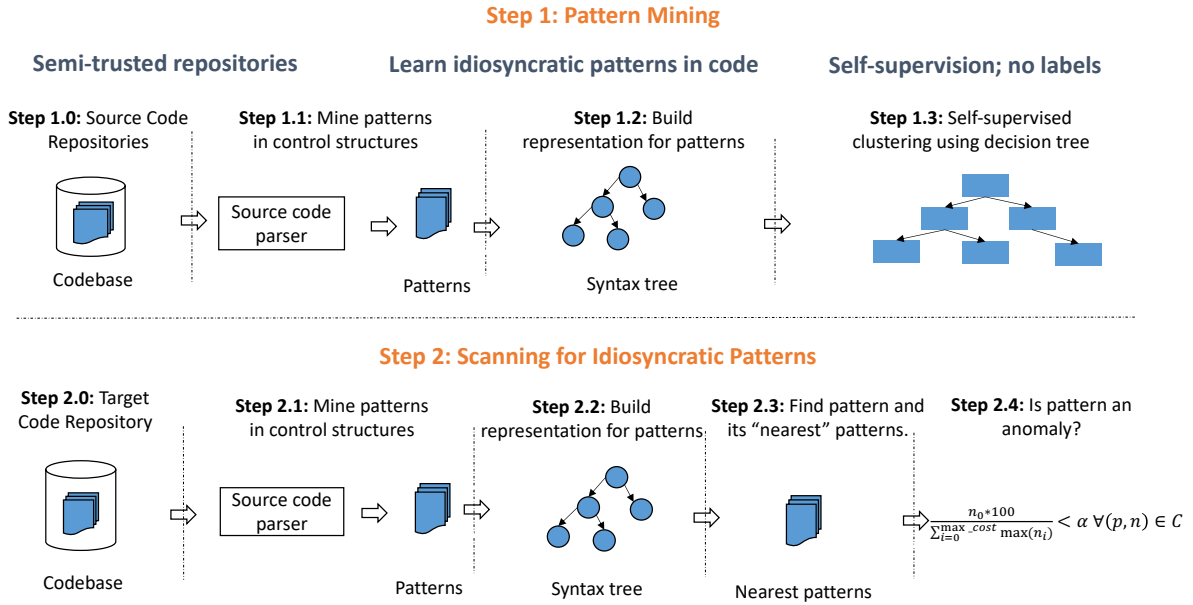 Step 1: Pattern Mining
Semi-trusted repositories
Learn idiosyncratic patterns in code
Self-supervision; no labels
Step 1.0: Source Code
Repositories
Step 1.1: Mine patterns
in control structures
Step 1.2: Build
representation for patterns
Step 1.3: Self-supervised
clustering using decision tree
Source code
parser
Codebase
Patterns
Syntax tree
Step 2: Scanning for Idiosyncratic Patterns
Step 2.0: Target
Code Repository
Step 2.1: Mine patterns
in control structures
Step 2.2: Build
representation for patterns
Step 2.3: Find pattern and
its “nearest” patterns.
Step 2.4: Is pattern an
anomaly?
Source code
parser
n₀*100 / ∑_{i=0}^{max_cost} max(nᵢ) < α ∀(p, n) ∈ C
Codebase
Patterns
Syntax tree
Nearest patterns